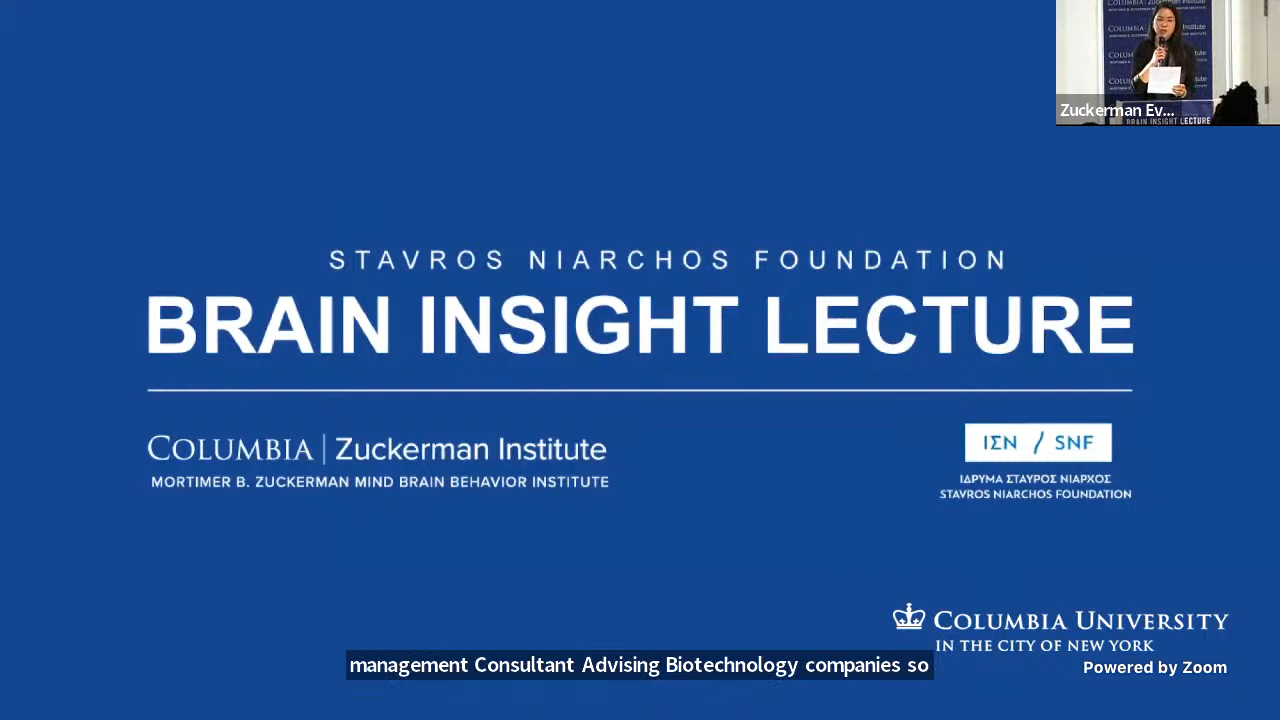 Zuckerman Ev...
BRAIN INSIGHT LECTURE
STAVROS NIARCHOS FOUNDATION
BRAIN INSIGHT LECTURE
COLUMBIA | Zuckerman Institute
MORTIMER B. ZUCKERMAN MIND BRAIN BEHAVIOR INSTITUTE
ΙΣΝ / SNF
ΙΔΡΥΜΑ ΣΤΑΥΡΟΣ ΝΙΑΡΧΟΣ
STAVROS NIARCHOS FOUNDATION
COLUMBIA UNIVERSITY
IN THE CITY OF NEW YORK
management Consultant Advising Biotechnology companies so
Powered by Zoom